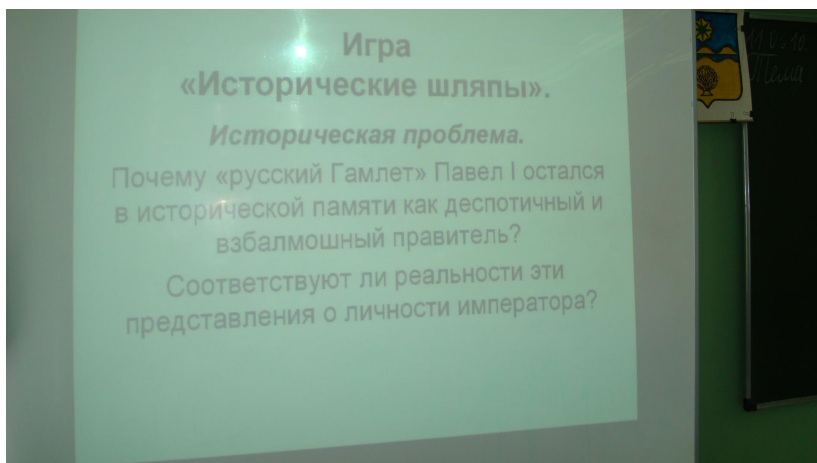 Игра
«Исторические шляпы».
Историческая проблема.
Почему «русский Гамлет» Павел I остался
в исторической памяти как деспотичный и
взбалмошный правитель?
Соответствуют ли реальности эти
представления о личности императора?
Тема